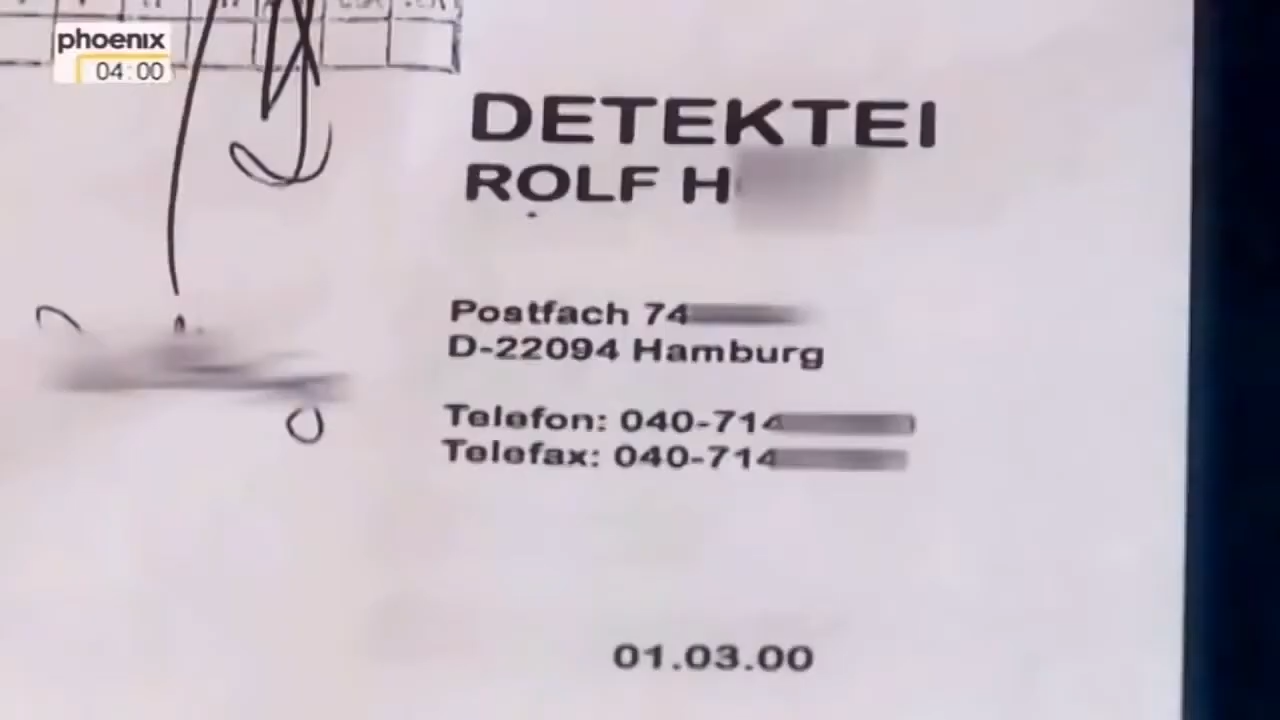 phoenix
04:00
DETEKTEI
ROLF H
Postfach 74
D-22094 Hamburg
Telefon: 040-714
Telefax: 040-714
01.03.00